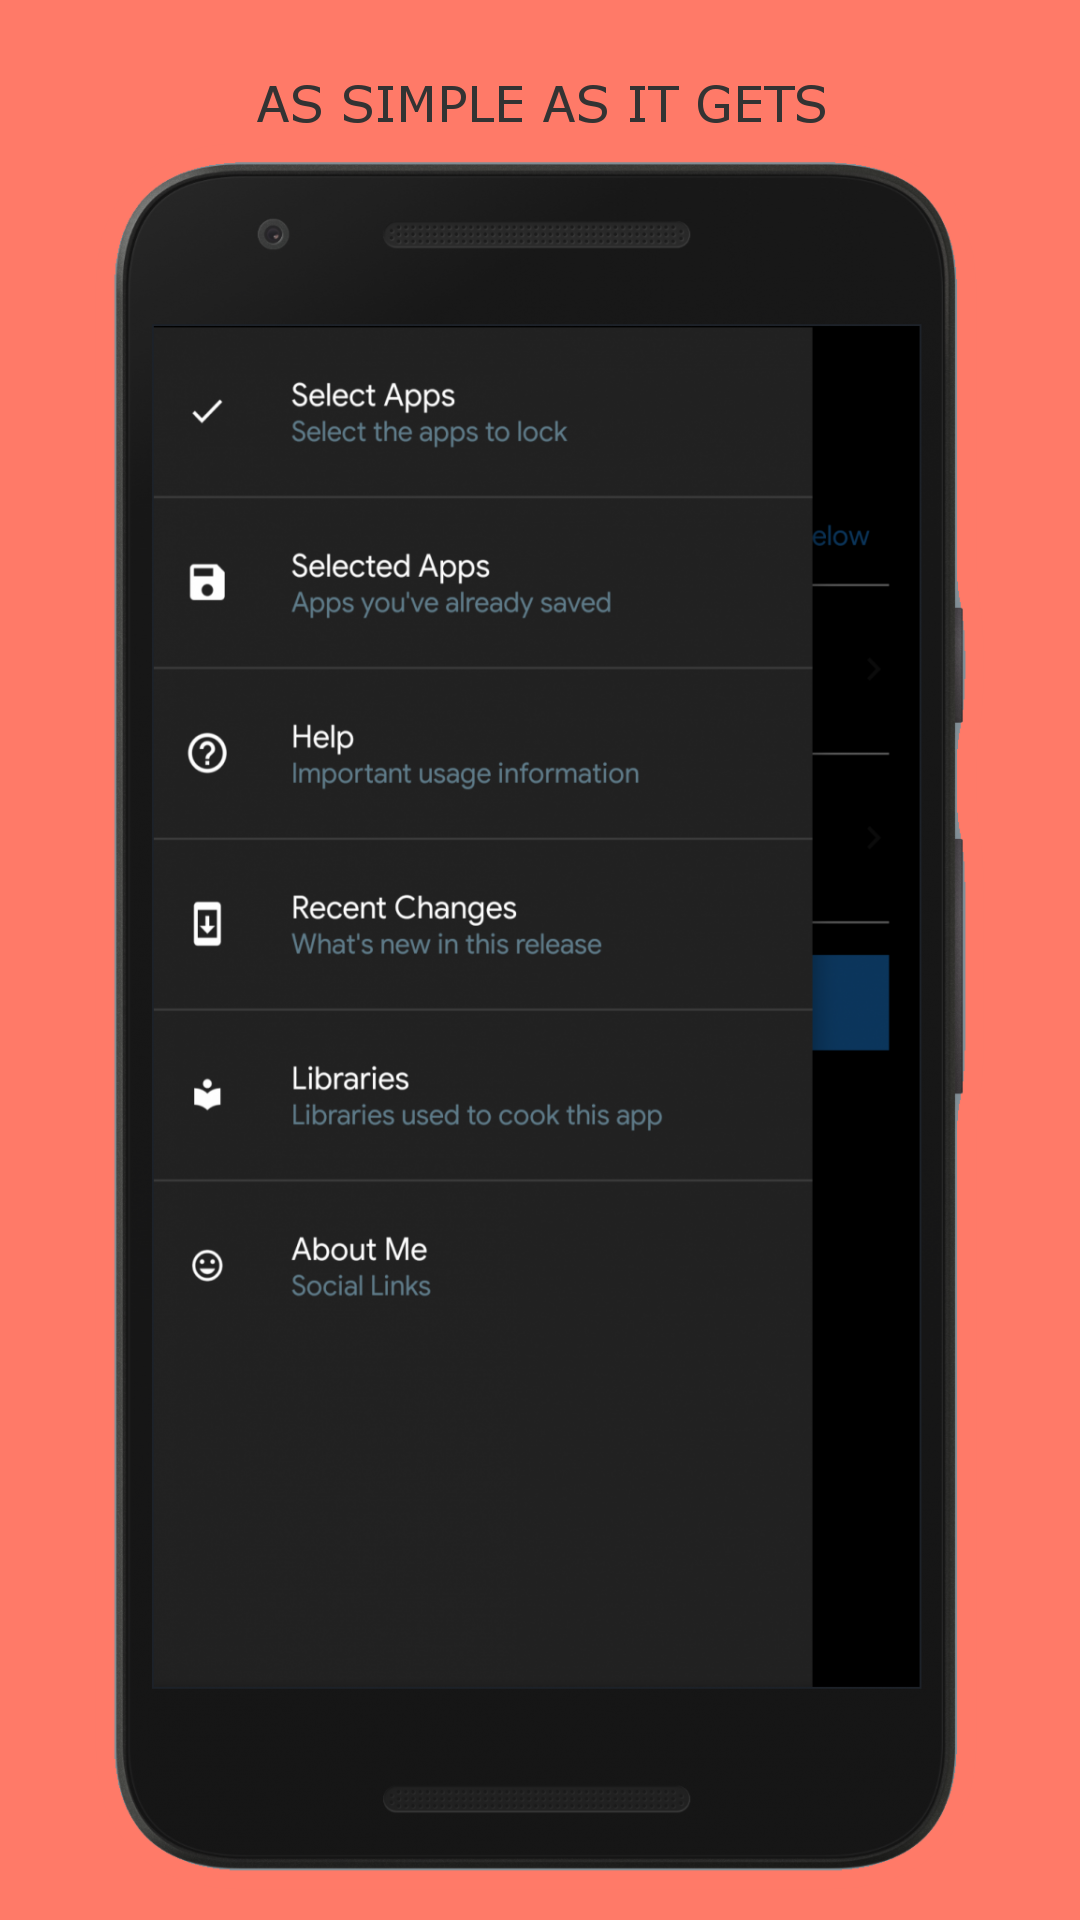 AS SIMPLE AS IT GETS
Select Apps
Select the apps to lock
elow
Selected Apps
Apps you've already saved
Help
Important usage information
Recent Changes
What's new in this release
Libraries
Libraries used to cook this app
About Me
Social Links